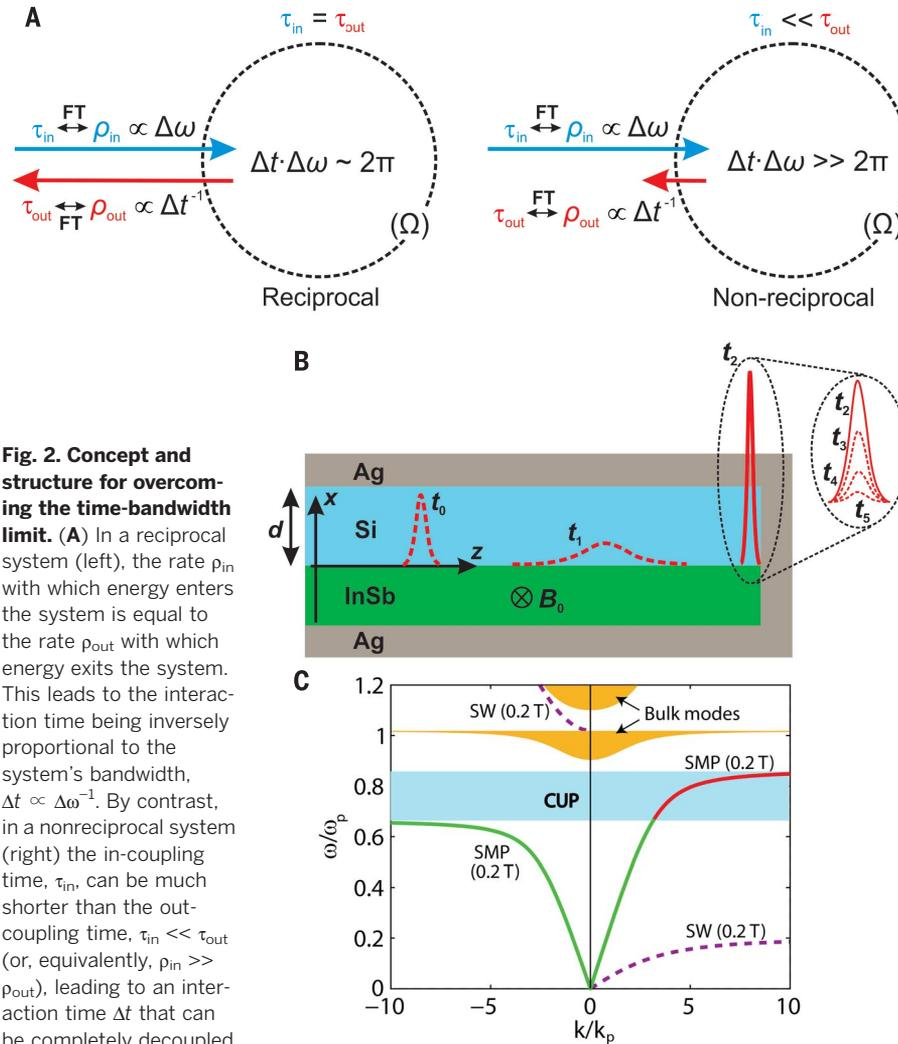 A
τin = τout
τin << τout
FT
τin ↔ ρin ∝ Δω
Δt·Δω ~ 2π
τout ↔ ρout ∝ Δt-1
FT
(Ω)
Reciprocal
FT
τin ↔ ρin ∝ Δω
Δt·Δω >> 2π
FT
τout ↔ ρout ∝ Δt-1
(Ω)
Non-reciprocal
Fig. 2. Concept and
structure for overcom-
ing the time-bandwidth
limit. (A) In a reciprocal
system (left), the rate ρin
with which energy enters
the system is equal to
the rate ρout with which
energy exits the system.
This leads to the interac-
tion time being inversely
proportional to the
system's bandwidth,
Δt ∝ Δω−1. By contrast,
in a nonreciprocal system
(right) the in-coupling
time, τin, can be much
shorter than the out-
coupling time, τin << τout
(or, equivalently, ρin >>
ρout), leading to an inter-
action time Δt that can
be completely decoupled
B
t2
t2
t3
t4
t5
Ag
d
x
Si
t0
t1
z
InSb
⊗ B0
Ag
C
1.2
1
0.8
0.6
0.4
0.2
0
ω/ωp
SW (0.2 T)
Bulk modes
SMP (0.2 T)
CUP
SMP
(0.2 T)
SW (0.2 T)
−10
−5
0
5
10
k/kp